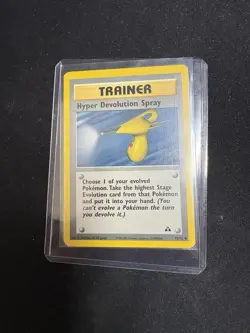 TRAINER
Hyper Devolution Spray
Choose 1 of your evolved
Pokémon. Take the highest Stage
Evolution card from that Pokémon and
put it into your hand. (You
can't evolve a Pokémon the turn
you devolve it.)